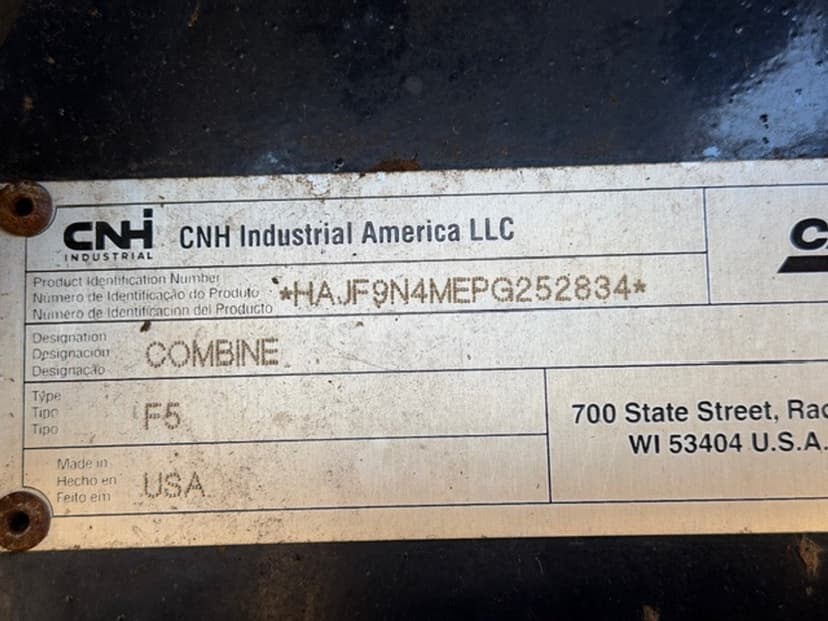 CNH
INDUSTRIAL
CNH Industrial America LLC
C
Product Identification Number
Número de Identificação do Produto
Número de Identificación del Producto
*HAJF9N4MEPG252834*
Designation
Designación
Designação
COMBINE
Type
Tipo
Tipo
F5
700 State Street, Rac
WI 53404 U.S.A.
Made in
Hecho en
Feito em
USA